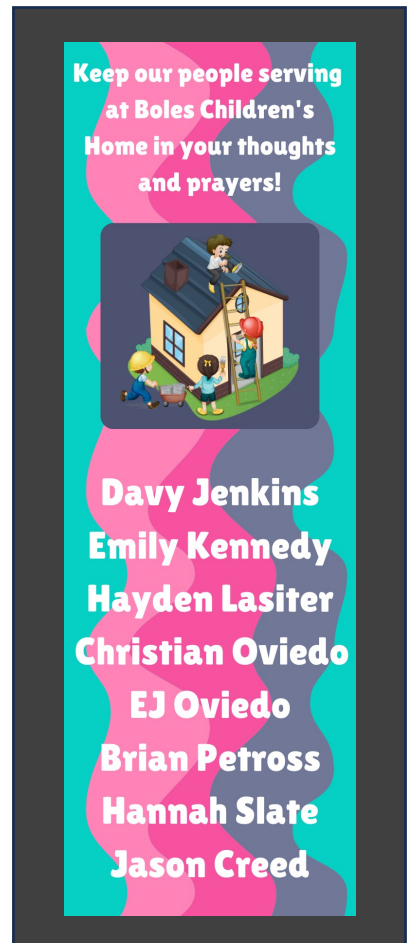 Keep our people serving
at Boles Children's
Home in your thoughts
and prayers!
Davy Jenkins
Emily Kennedy
Hayden Lasiter
Christian Oviedo
EJ Oviedo
Brian Petross
Hannah Slate
Jason Creed